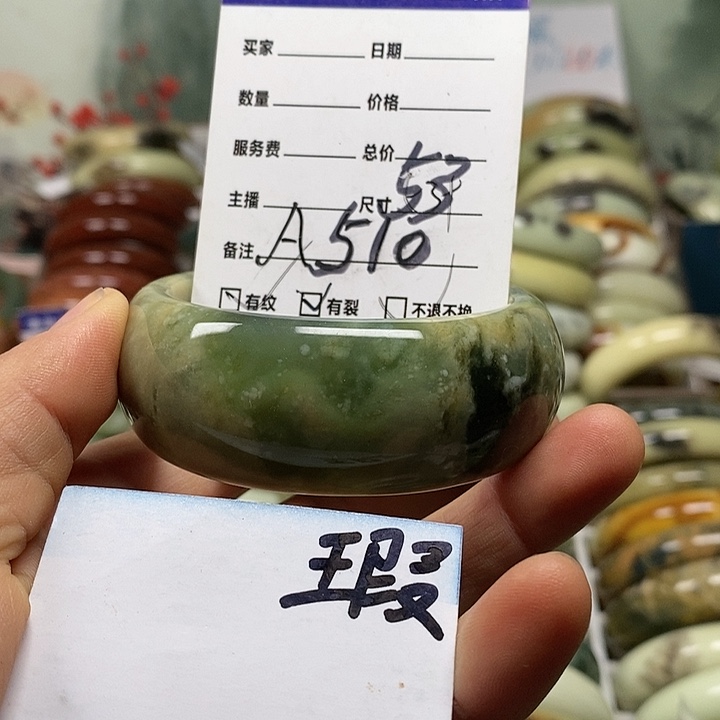 买家 日期
数量 价格
服务费 总价
主播 尺寸 53
备注 A510
有纹 有裂 不退不换
瑕